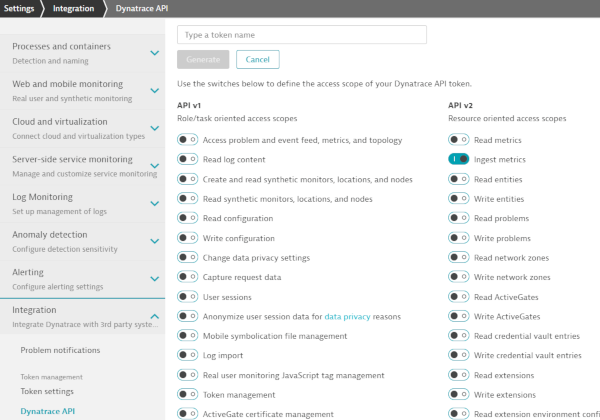 Settings
Integration
Dynatrace API
Processes and containers
Detection and naming
Web and mobile monitoring
Real user and synthetic monitoring
Cloud and virtualization
Connect cloud and virtualization types
Server-side service monitoring
Manage and customize service monitoring
Log Monitoring
Set up management of logs
Anomaly detection
Configure detection sensitivity
Alerting
Configure alerting settings
Integration
Integrate Dynatrace with 3rd party syste...
Problem notifications
Token management
Token settings
Dynatrace API
Type a token name
Generate
Cancel
Use the switches below to define the access scope of your Dynatrace API token.
API v1
Role/task oriented access scopes
Access problem and event feed, metrics, and topology
Read log content
Create and read synthetic monitors, locations, and nodes
Read synthetic monitors, locations, and nodes
Read configuration
Write configuration
Change data privacy settings
Capture request data
User sessions
Anonymize user session data for data privacy reasons
Mobile symbolication file management
Log import
Real user monitoring JavaScript tag management
Token management
ActiveGate certificate management
API v2
Resource oriented access scopes
Read metrics
Ingest metrics
Read entities
Write entities
Read problems
Write problems
Read network zones
Write network zones
Read ActiveGates
Write ActiveGates
Read credential vault entries
Write credential vault entries
Read extensions
Write extensions
Read extension environment confi